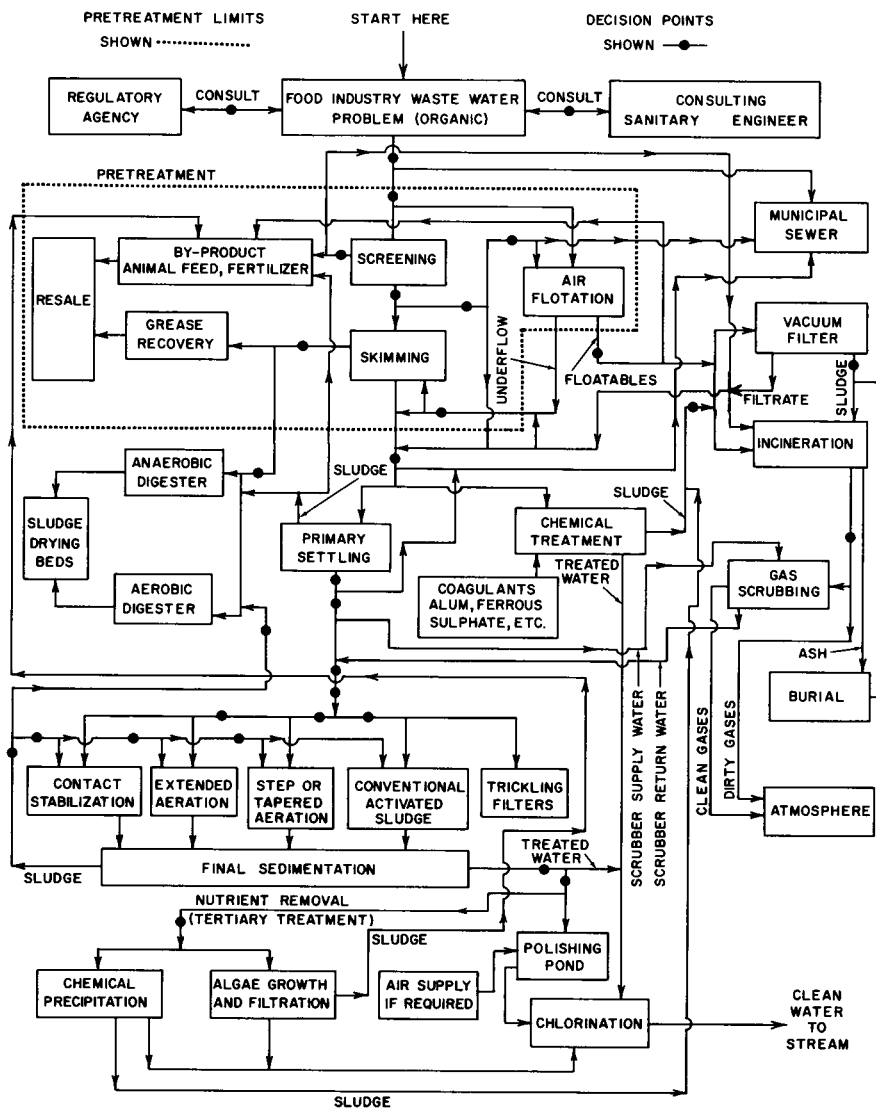 PRETREATMENT LIMITS
SHOWN
START HERE
DECISION POINTS
SHOWN
REGULATORY
AGENCY
CONSULT
FOOD INDUSTRY WASTE WATER
PROBLEM (ORGANIC)
CONSULT
CONSULTING
SANITARY ENGINEER
PRETREATMENT
MUNICIPAL
SEWER
BY-PRODUCT
ANIMAL FEED, FERTILIZER
SCREENING
AIR
FLOTATION
RESALE
GREASE
RECOVERY
SKIMMING
UNDERFLOW
FLOATABLES
VACUUM
FILTER
FILTRATE
SLUDGE
INCINERATION
ANAEROBIC
DIGESTER
SLUDGE
SLUDGE
SLUDGE
DRYING
BEDS
PRIMARY
SETTLING
CHEMICAL
TREATMENT
TREATED
WATER
AEROBIC
DIGESTER
COAGULANTS
ALUM, FERROUS
SULPHATE, ETC.
GAS
SCRUBBING
ASH
BURIAL
SCRUBBER SUPPLY WATER
SCRUBBER RETURN WATER
CLEAN GASES
DIRTY GASES
CONTACT
STABILIZATION
EXTENDED
AERATION
STEP OR
TAPERED
AERATION
CONVENTIONAL
ACTIVATED
SLUDGE
TRICKLING
FILTERS
ATMOSPHERE
FINAL SEDIMENTATION
TREATED
WATER
SLUDGE
NUTRIENT REMOVAL
(TERTIARY TREATMENT)
SLUDGE
POLISHING
POND
CHEMICAL
PRECIPITATION
ALGAE GROWTH
AND FILTRATION
AIR SUPPLY
IF REQUIRED
CHLORINATION
CLEAN
WATER
TO
STREAM
SLUDGE